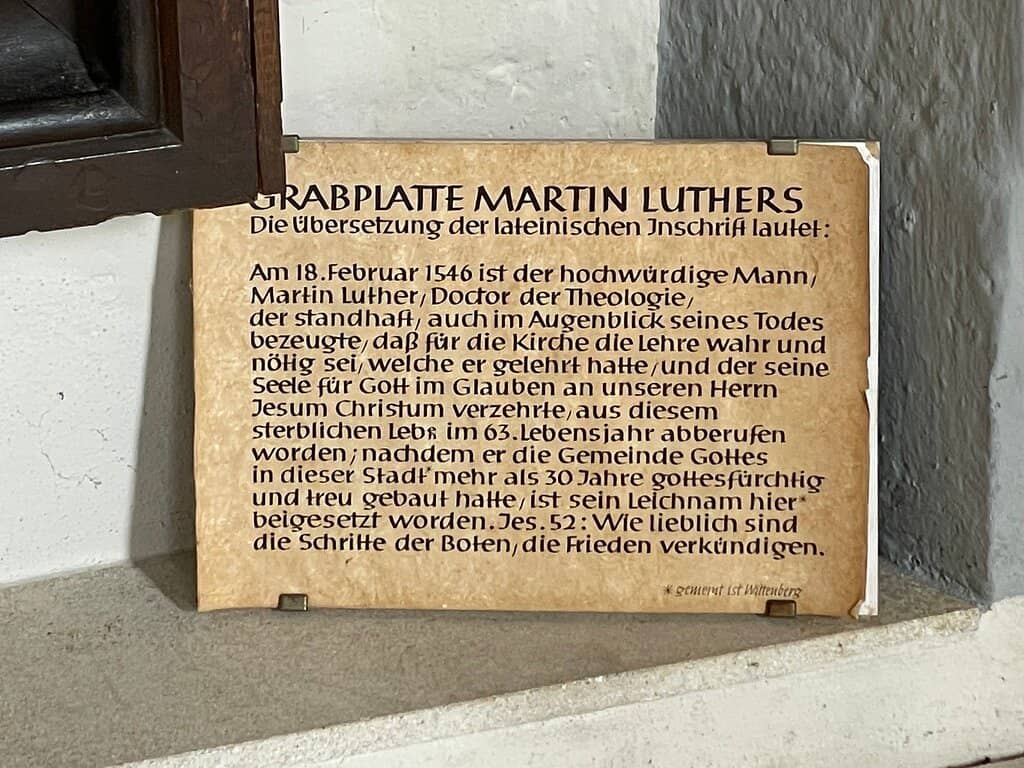 GRABPLATTE MARTIN LUTHERS
Die Übersetzung der lateinischen Jnschrift lautet:
Am 18. Februar 1546 ist der hochwürdige Mann,
Martin Luther, Doctor der Theologie,
der standhaft, auch im Augenblick seines Todes
bezeugte, daß für die Kirche die Lehre wahr und
nötig sei, welche er gelehrt hatte, und der seine
Seele für Gott im Glauben an unseren Herrn
Jesum Christum verzehrte, aus diesem
sterblichen im 63. Lebensjahr abberufen
worden; nachdem er die Gemeinde Gottes
in dieser Stadt* mehr als 30 Jahre gottesfürchtig
und treu gebaut hatte, ist sein Leichnam hier*
beigesetzt worden. Jes. 52: Wie lieblich sind
die Schritte der Boten, die Frieden verkündigen.
* gemeint ist Wittenberg